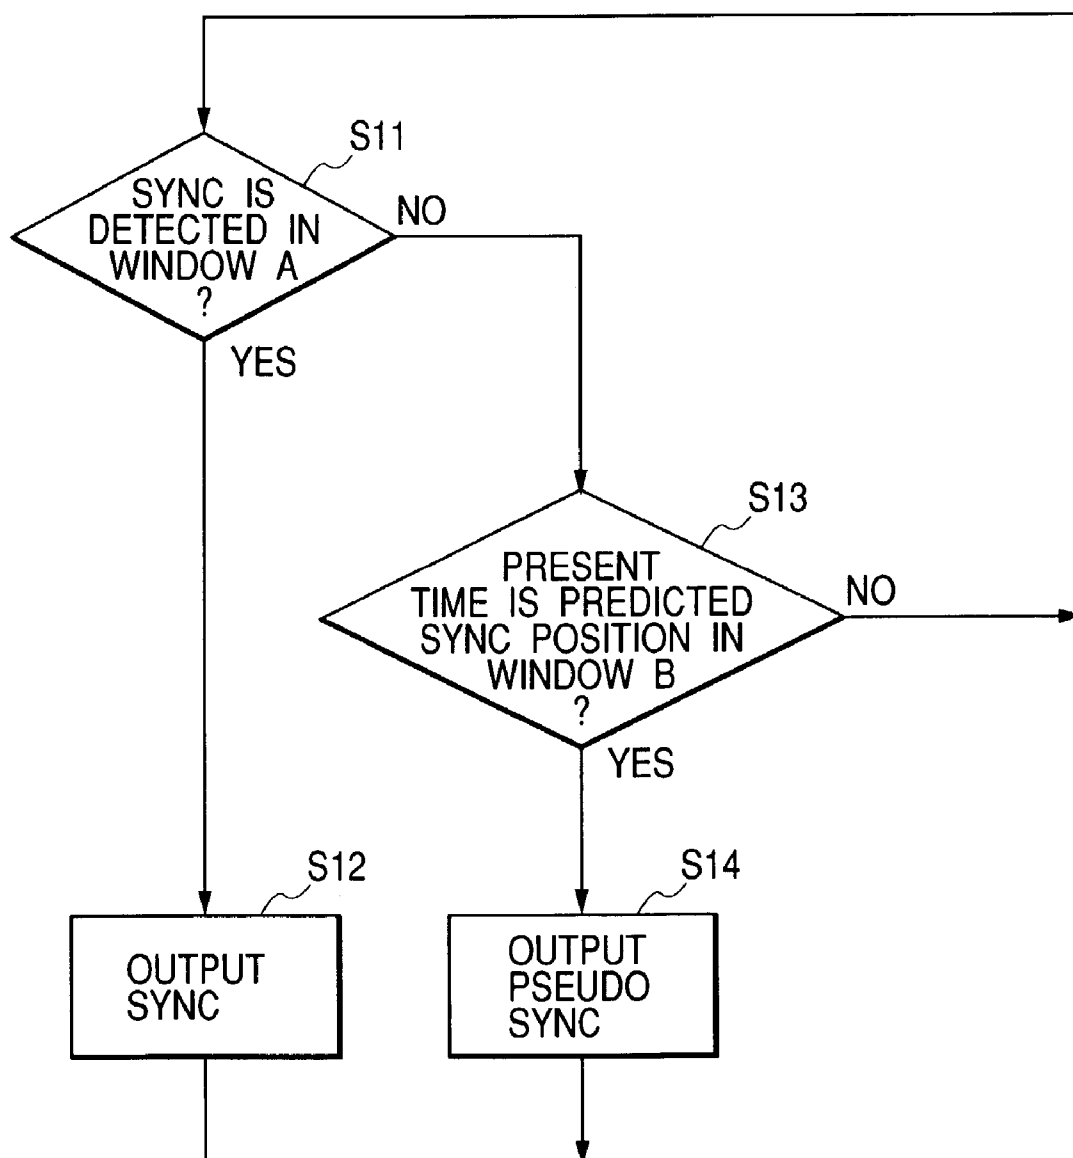 S11
SYNC IS
DETECTED IN
WINDOW A
?
NO
YES
S13
PRESENT
TIME IS PREDICTED
SYNC POSITION IN
WINDOW B
?
NO
YES
S12
OUTPUT
SYNC
S14
OUTPUT
PSEUDO
SYNC